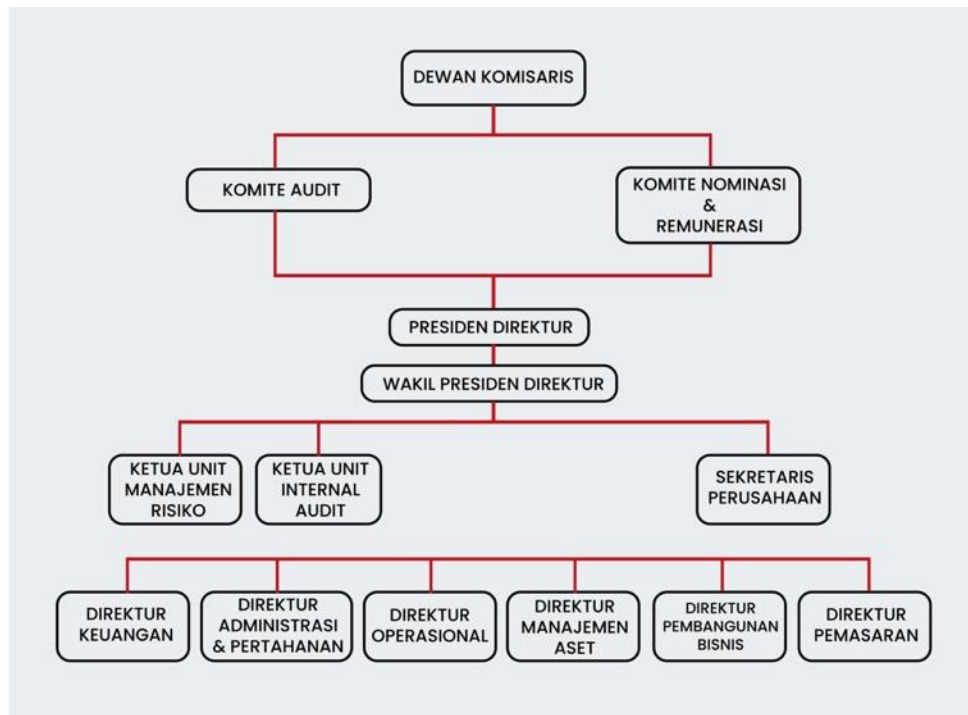 DEWAN KOMISARIS
KOMITE AUDIT
KOMITE NOMINASI
&
REMUNERASI
PRESIDEN DIREKTUR
WAKIL PRESIDEN DIREKTUR
KETUA UNIT
MANAJEMEN
RISIKO
KETUA UNIT
INTERNAL
AUDIT
SEKRETARIS
PERUSAHAAN
DIREKTUR
KEUANGAN
DIREKTUR
ADMINISTRASI
& PERTAHANAN
DIREKTUR
OPERASIONAL
DIREKTUR
MANAJEMEN
ASET
DIREKTUR
PEMBANGUNAN
BISNIS
DIREKTUR
PEMASARAN